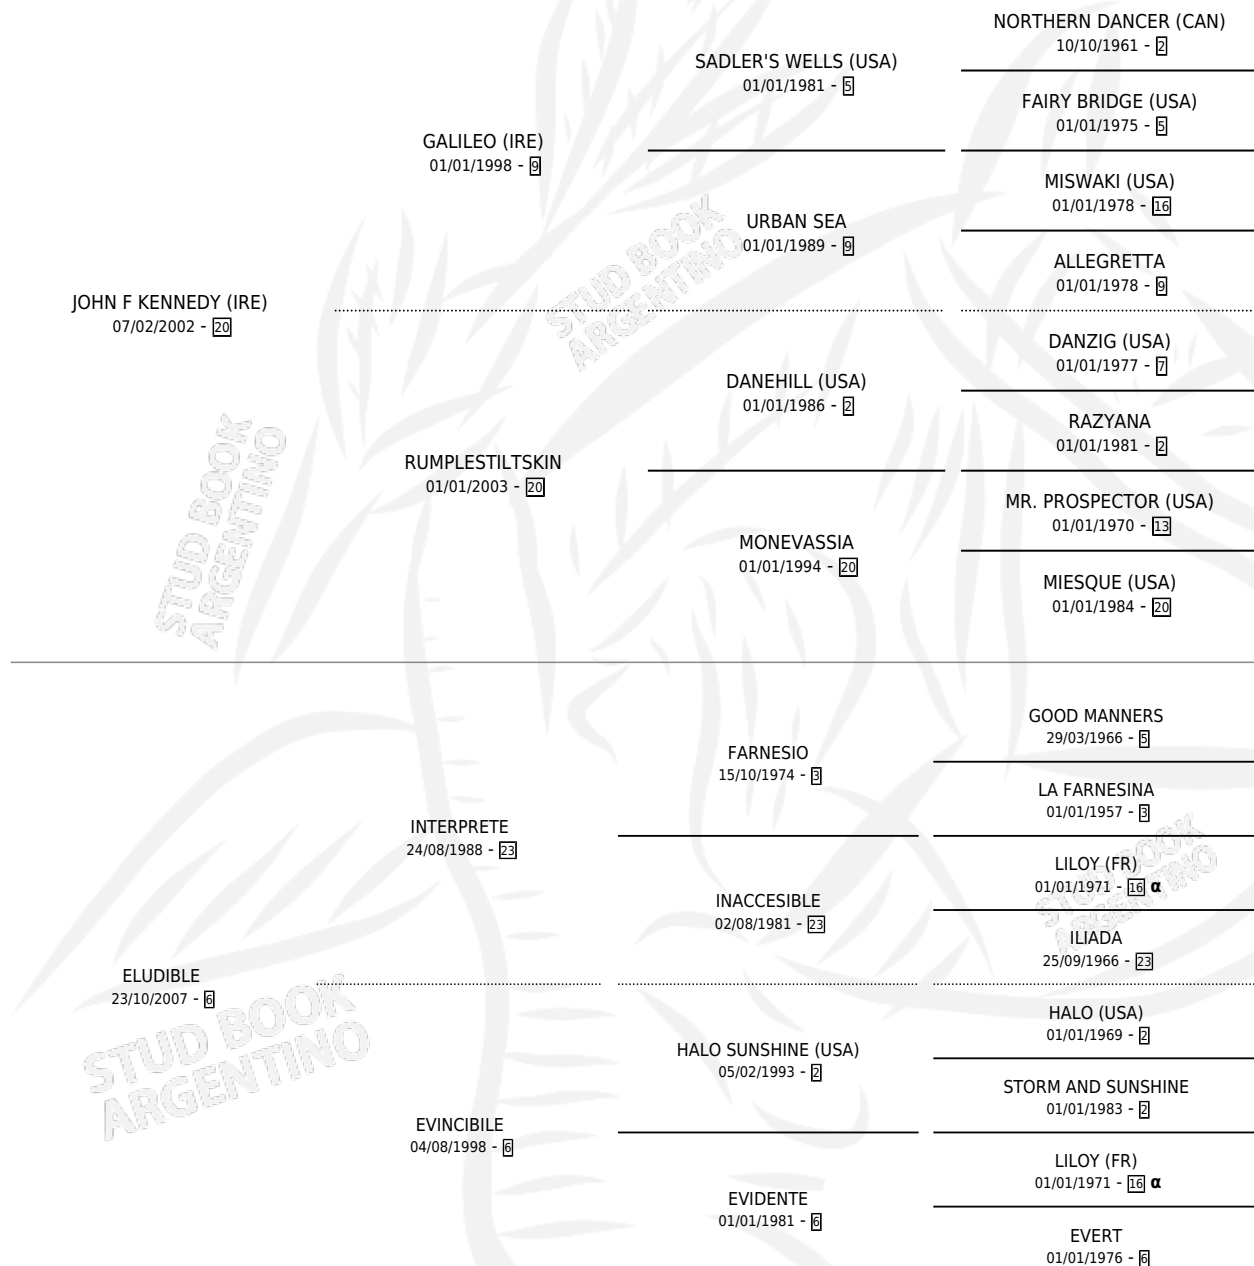 NORTHERN DANCER (CAN)
10/10/1961 - 2
SADLER'S WELLS (USA)
01/01/1981 - 5
FAIRY BRIDGE (USA)
01/01/1975 - 5
GALILEO (IRE)
01/01/1998 - 9
MISWAKI (USA)
01/01/1978 - 16
URBAN SEA
01/01/1989 - 9
ALLEGRETTA
01/01/1978 - 9
JOHN F KENNEDY (IRE)
07/02/2002 - 20
DANZIG (USA)
01/01/1977 - 7
DANEHILL (USA)
01/01/1986 - 2
RAZYANA
01/01/1981 - 2
RUMPLESTILTSKIN
01/01/2003 - 20
MR. PROSPECTOR (USA)
01/01/1970 - 13
MONEVASSIA
01/01/1994 - 20
MIESQUE (USA)
01/01/1984 - 20
GOOD MANNERS
29/03/1966 - 5
FARNESIO
15/10/1974 - 3
LA FARNESINA
01/01/1957 - 3
INTERPRETE
24/08/1988 - 23
LILOY (FR)
01/01/1971 - 16 α
INACCESIBLE
02/08/1981 - 23
ILIADA
25/09/1966 - 23
ELUDIBLE
23/10/2007 - 6
HALO (USA)
01/01/1969 - 2
HALO SUNSHINE (USA)
05/02/1993 - 2
STORM AND SUNSHINE
01/01/1983 - 2
EVINCIBILE
04/08/1998 - 6
LILOY (FR)
01/01/1971 - 16 α
EVIDENTE
01/01/1981 - 6
EVERT
01/01/1976 - 6
STUD BOOK
ARGENTINO
STUD BOOK
ARGENTINO
STUD BOOK
ARGENTINO
STUD BOOK
ARGENTINO